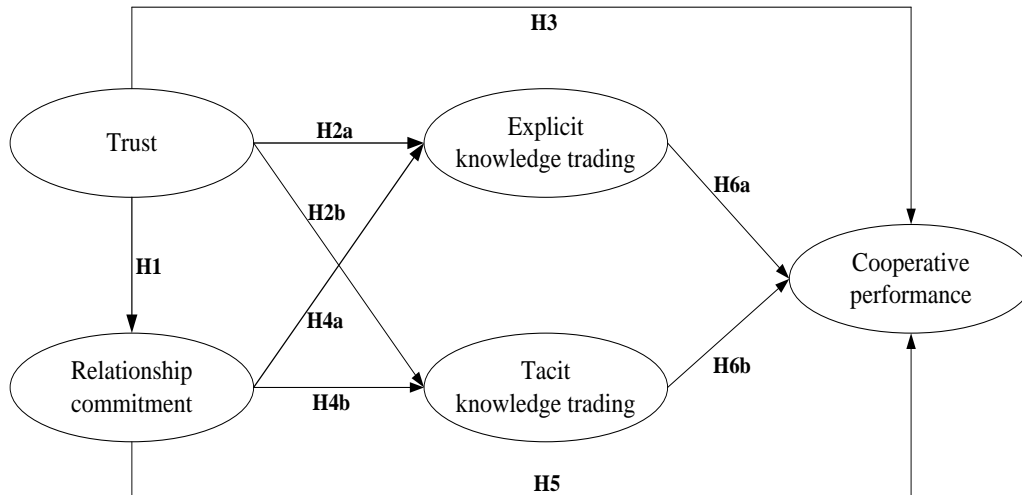 H3
Trust
H2a
Explicit
knowledge trading
H6a
H2b
H1
Cooperative
performance
H4a
Relationship
commitment
H4b
Tacit
knowledge trading
H6b
H5